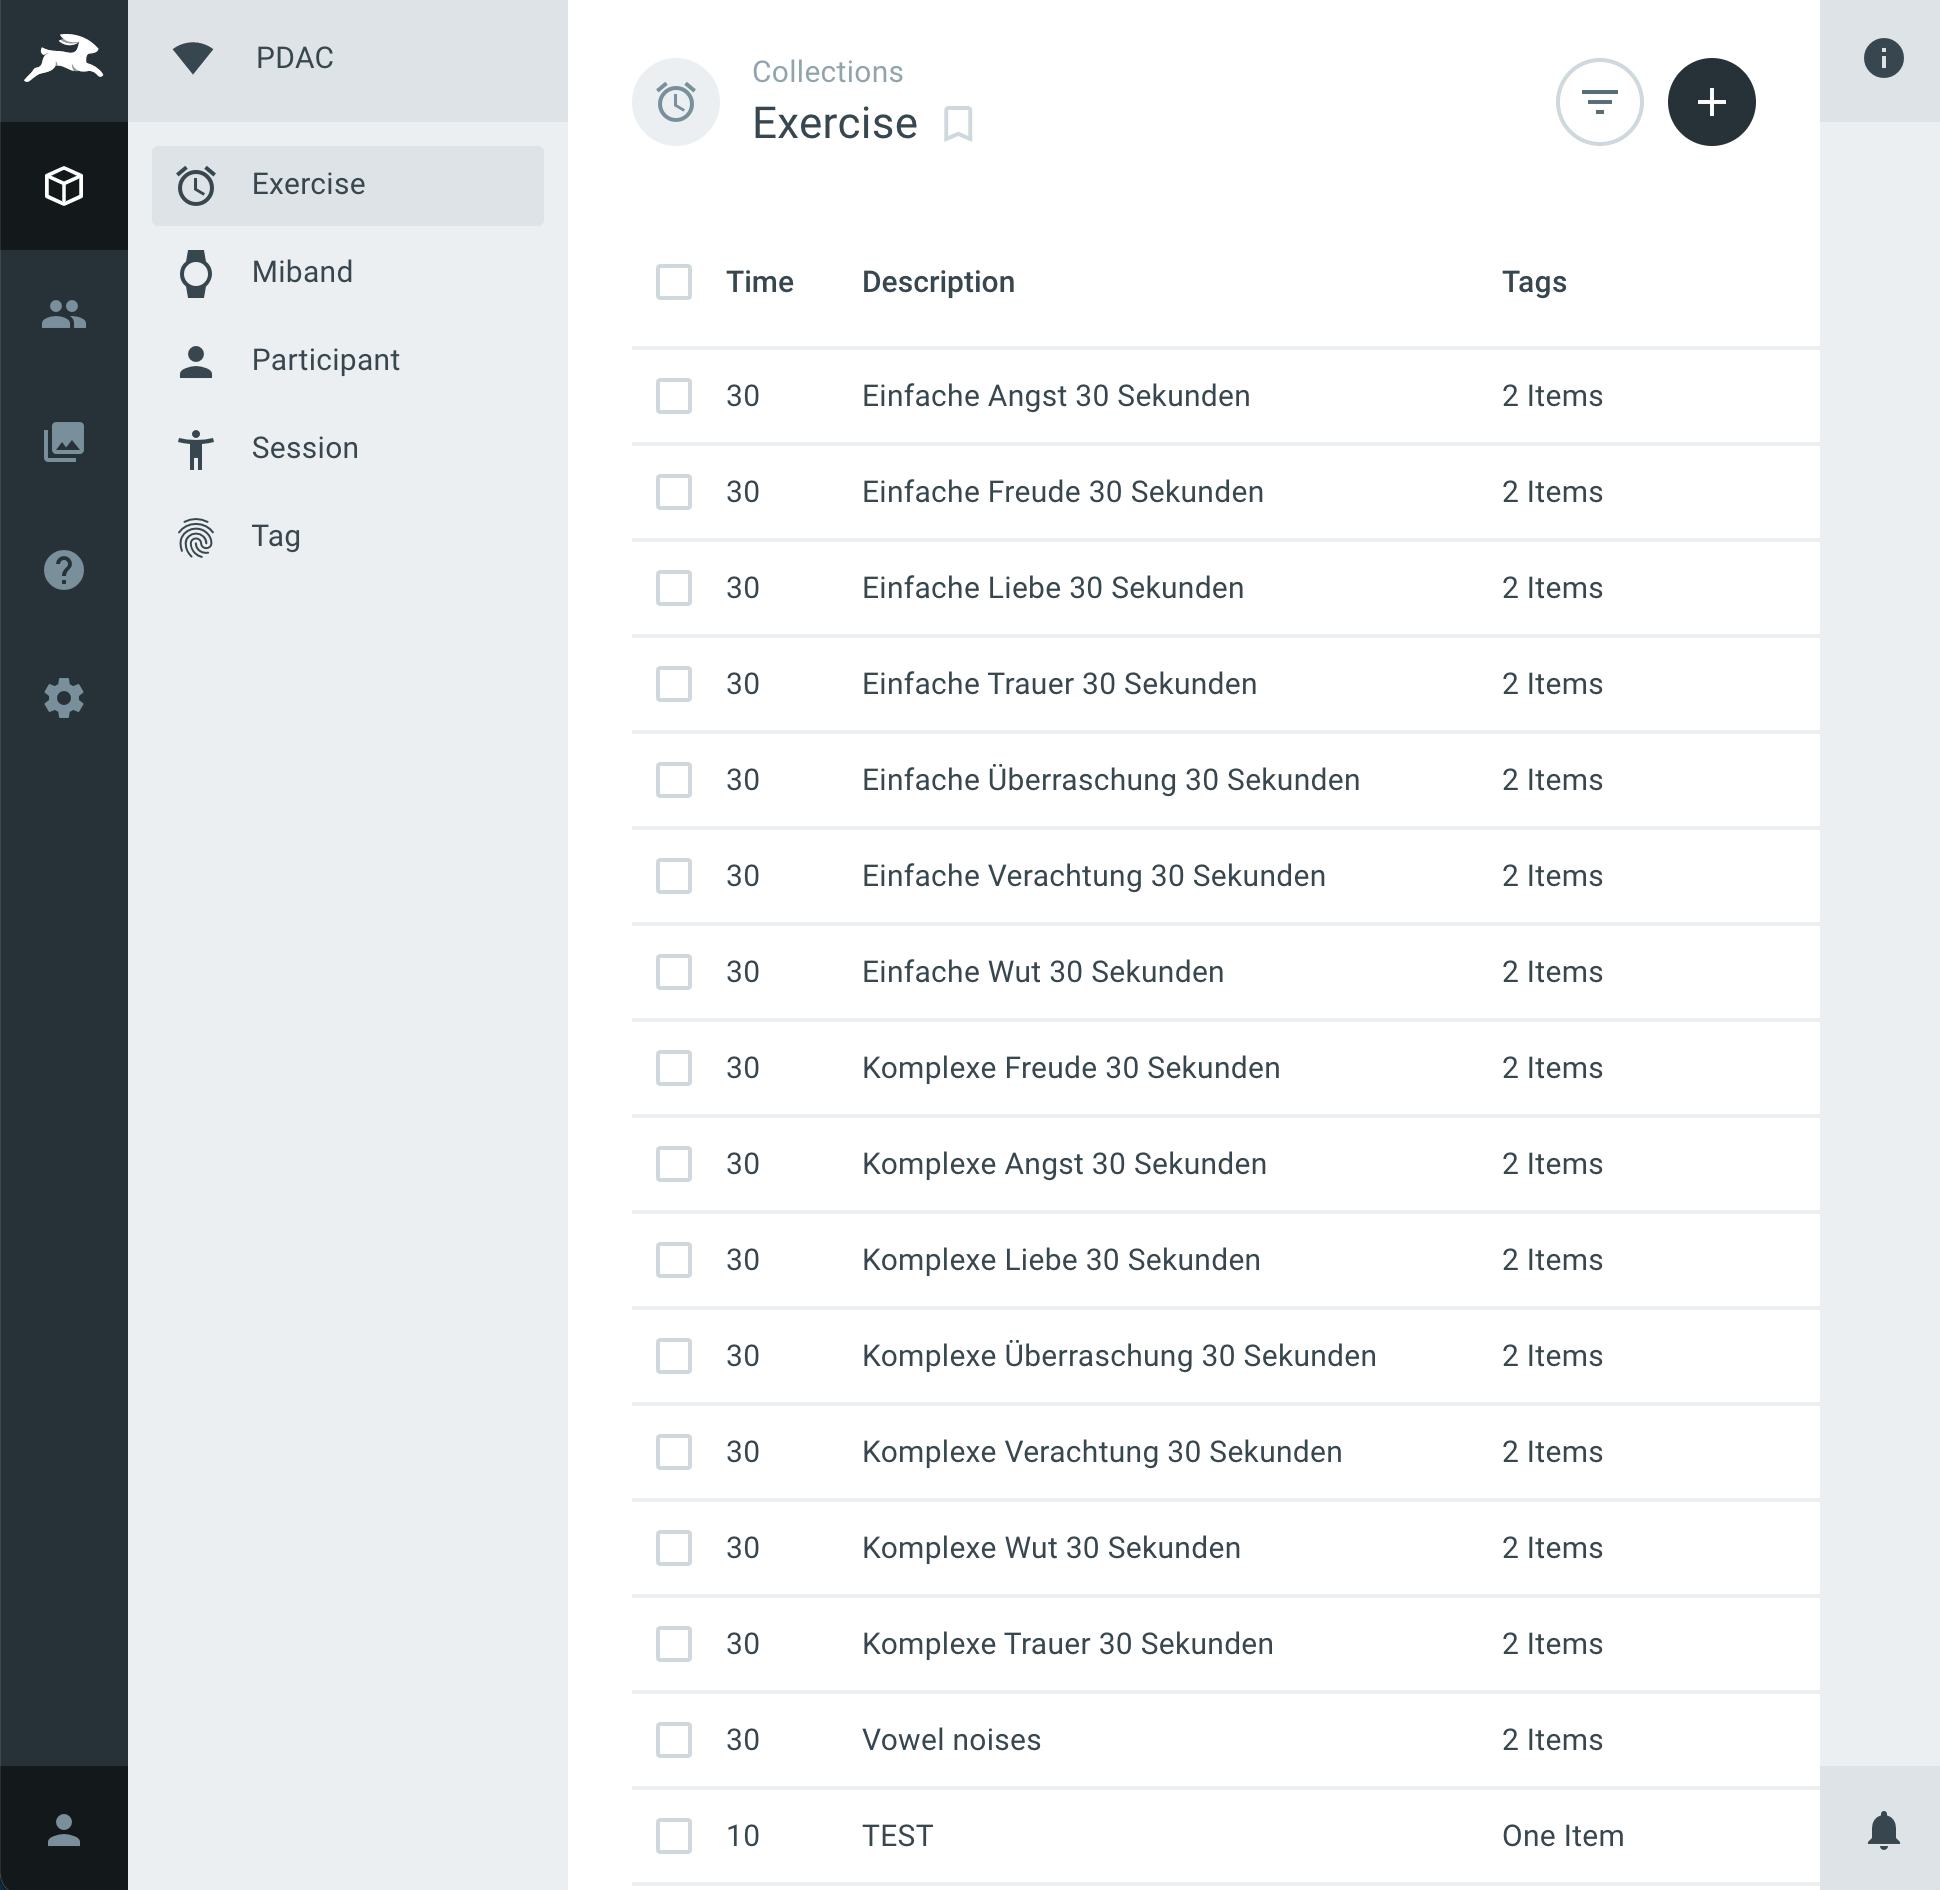 PDAC
Exercise
Miband
Participant
Session
Tag
Collections
Exercise
Time Description Tags
30 Einfache Angst 30 Sekunden 2 Items
30 Einfache Freude 30 Sekunden 2 Items
30 Einfache Liebe 30 Sekunden 2 Items
30 Einfache Trauer 30 Sekunden 2 Items
30 Einfache Überraschung 30 Sekunden 2 Items
30 Einfache Verachtung 30 Sekunden 2 Items
30 Einfache Wut 30 Sekunden 2 Items
30 Komplexe Freude 30 Sekunden 2 Items
30 Komplexe Angst 30 Sekunden 2 Items
30 Komplexe Liebe 30 Sekunden 2 Items
30 Komplexe Überraschung 30 Sekunden 2 Items
30 Komplexe Verachtung 30 Sekunden 2 Items
30 Komplexe Wut 30 Sekunden 2 Items
30 Komplexe Trauer 30 Sekunden 2 Items
30 Vowel noises 2 Items
10 TEST One Item